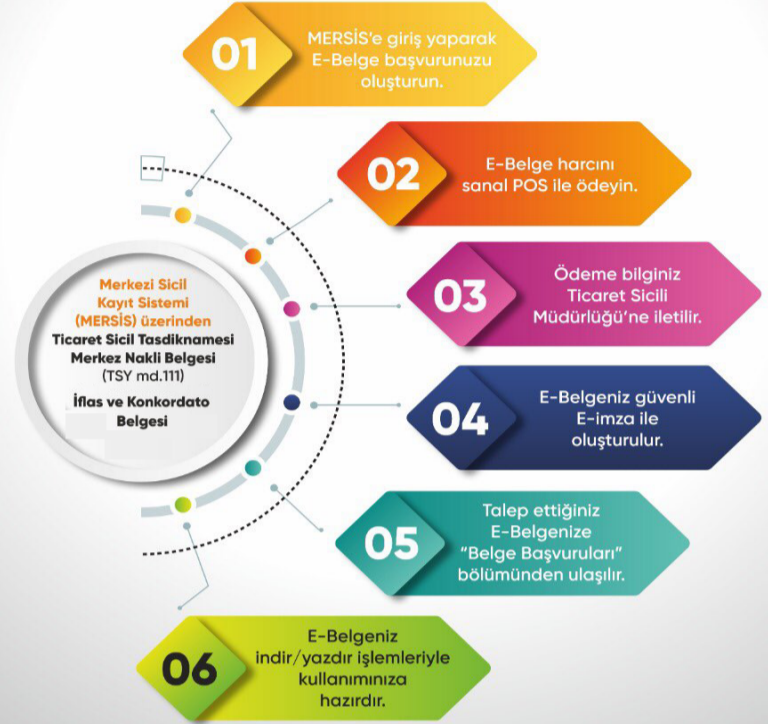 01
MERSİS'e giriş yaparak
E-Belge başvurunuzu
oluşturun.
02
E-Belge harcını
sanal POS ile ödeyin.
03
Ödeme bilginiz
Ticaret Sicili
Müdürlüğü'ne iletilir.
Merkezi Sicil
Kayıt Sistemi
(MERSİS) üzerinden
Ticaret Sicil Tasdiknamesi
Merkez Nakli Belgesi
(TSY md.111)
İflas ve Konkordato
Belgesi
04
E-Belgeniz güvenli
E-imza ile
oluşturulur.
05
Talep ettiğiniz
E-Belgenize
"Belge Başvuruları"
bölümünden ulaşılır.
06
E-Belgeniz
indir/yazdır işlemleriyle
kullanımınıza
hazırdır.